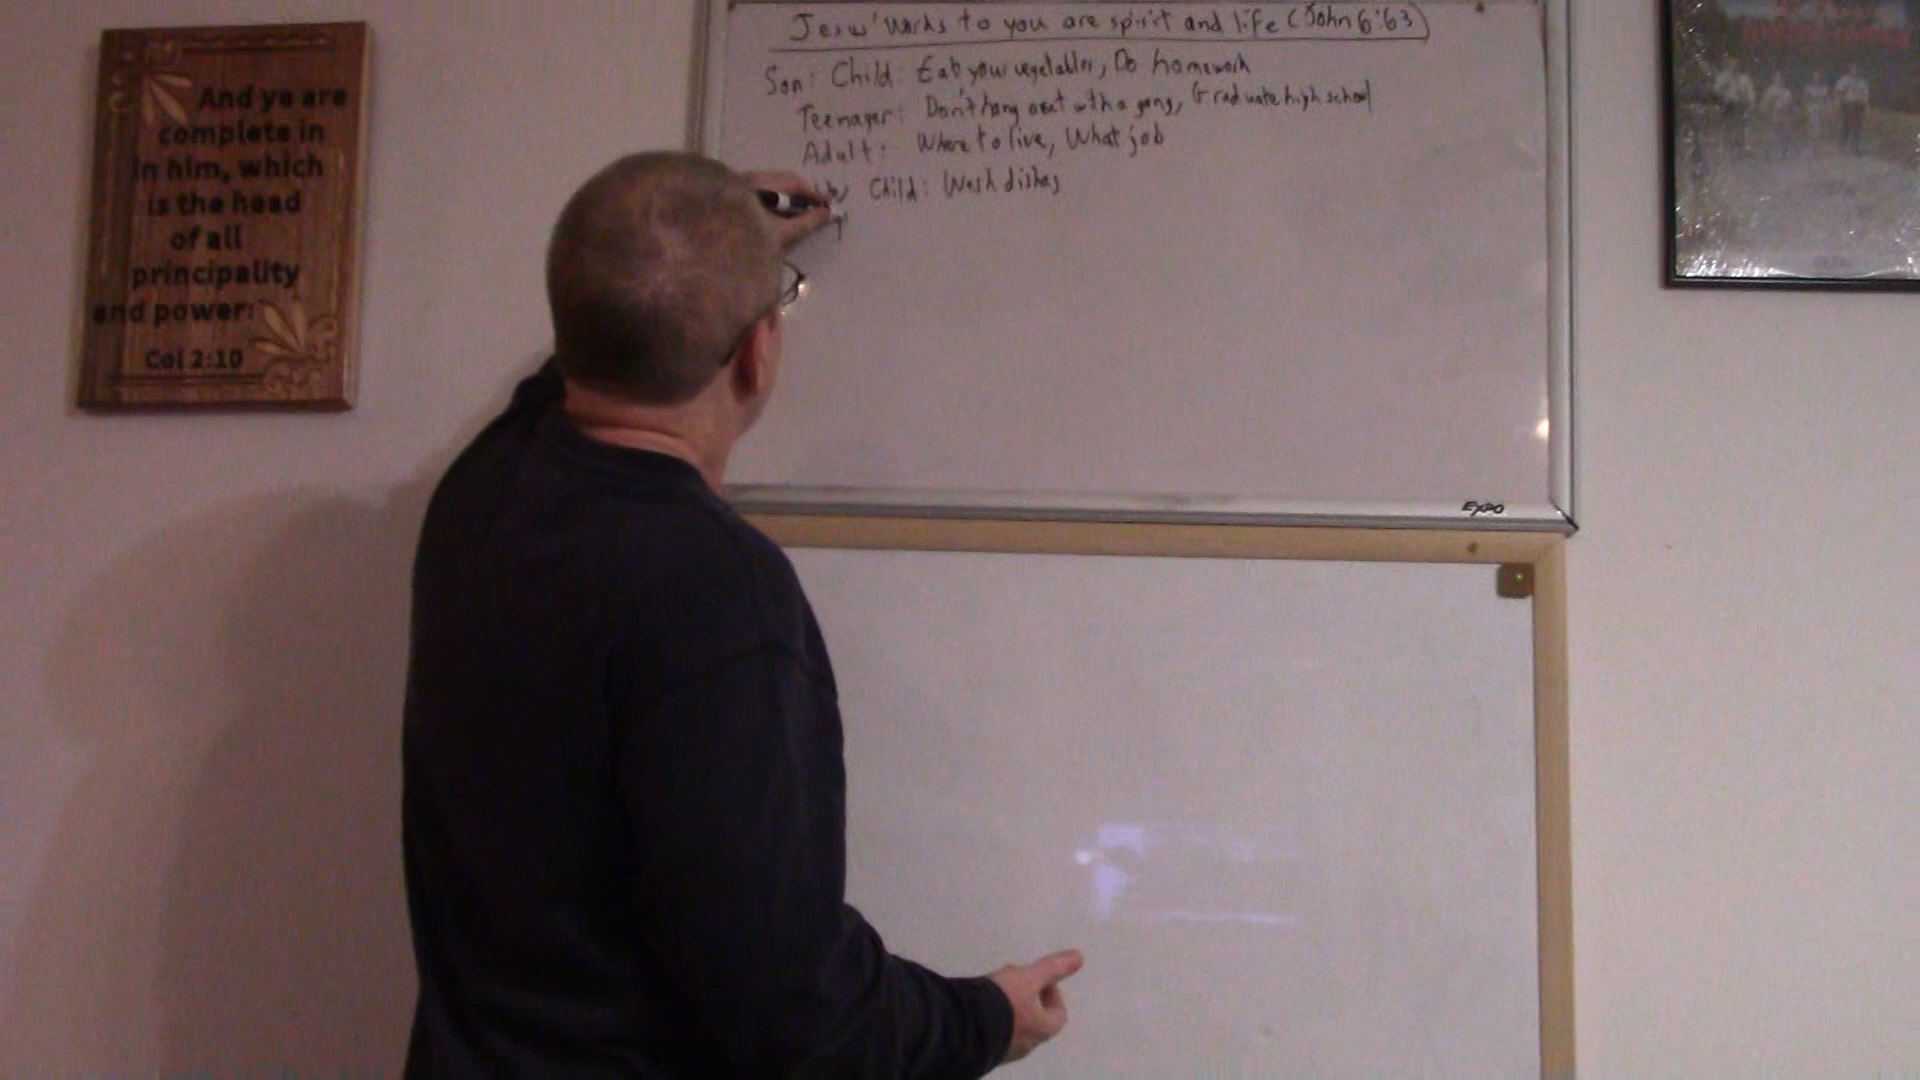 And ye are
complete in
in him, which
is the head
of all
principality
and power:
Col 2:10
Jesus' words to you are spirit and life (John 6:63)
Son: Child: Eat your vegetables, Do homework
Teenager: Don't hang out with a gang, Graduate high school
Adult: Where to live, What job
Child: Wash dishes
EXPO